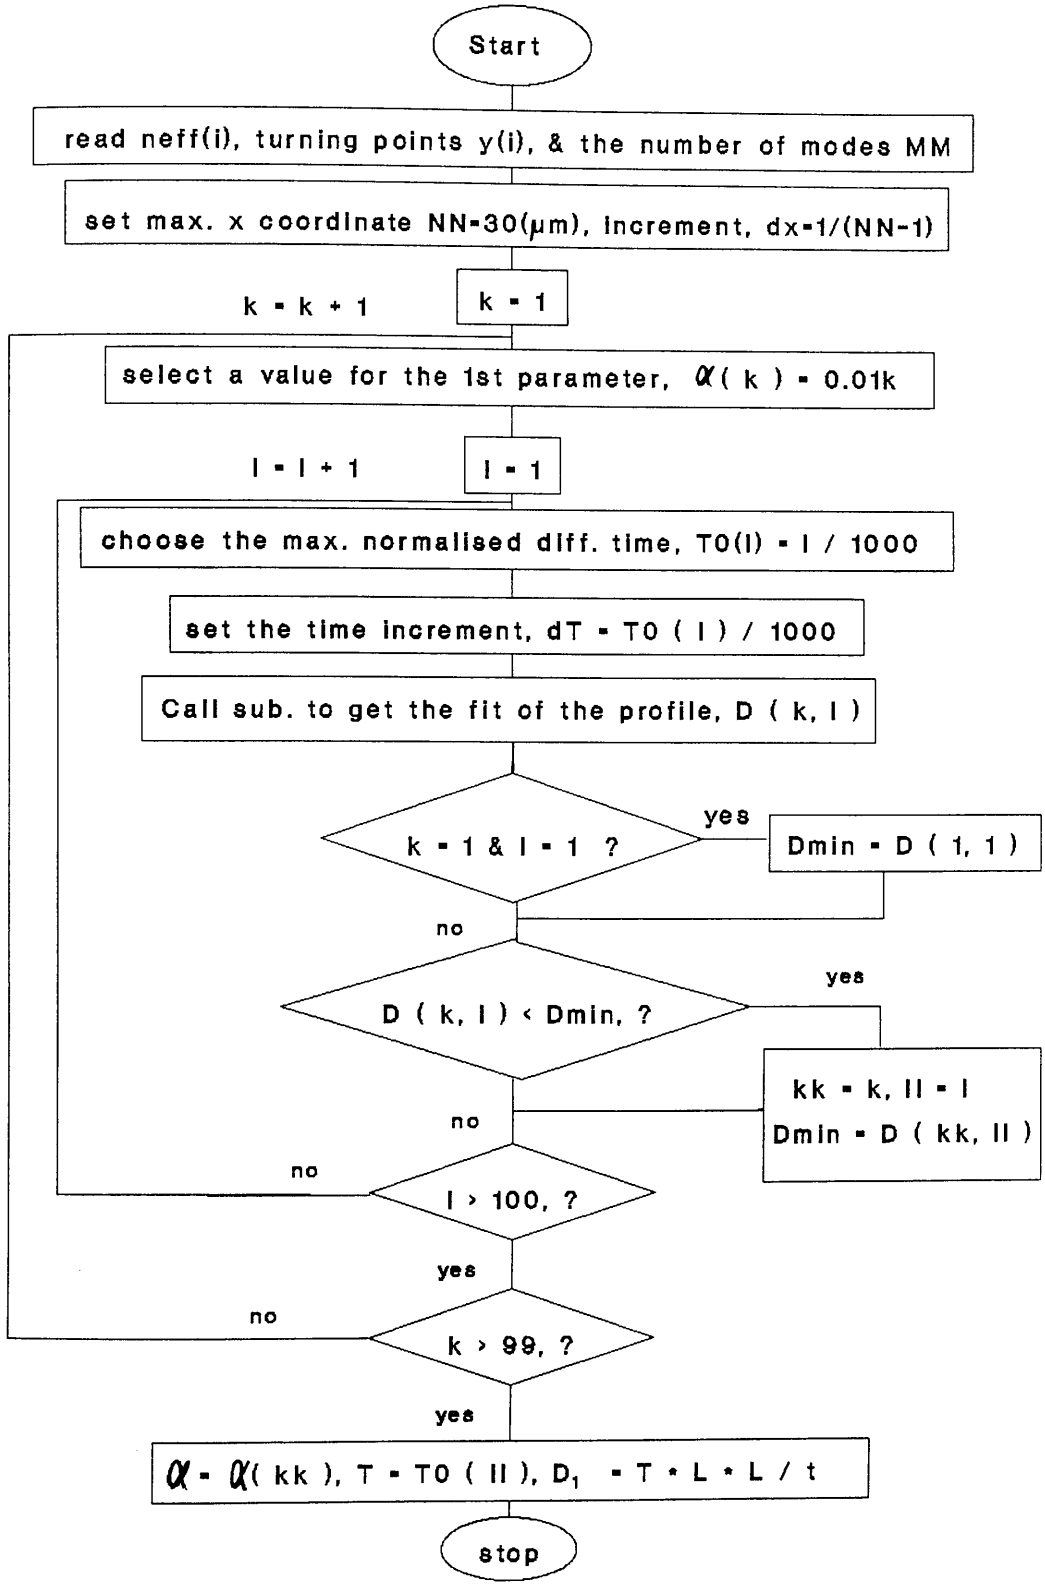 Start
read neff(i), turning points y(i), & the number of modes MM
set max. x coordinate NN=30(μm), Increment, dx=1/(NN-1)
k = k + 1
k = 1
select a value for the 1st parameter, α( k ) = 0.01k
l = l + 1
l = 1
choose the max. normalised diff. time, T0(l) = l / 1000
set the time increment, dT = T0 ( l ) / 1000
Call sub. to get the fit of the profile, D ( k, l )
yes
k = 1 & l = 1 ?
Dmin = D ( 1, 1 )
no
yes
D ( k, l ) < Dmin, ?
kk = k, ll = l
Dmin = D ( kk, ll )
no
no
l > 100, ?
yes
no
k > 99, ?
yes
α = α( kk ), T = T0 ( ll ), D₁ = T * L * L / t
stop